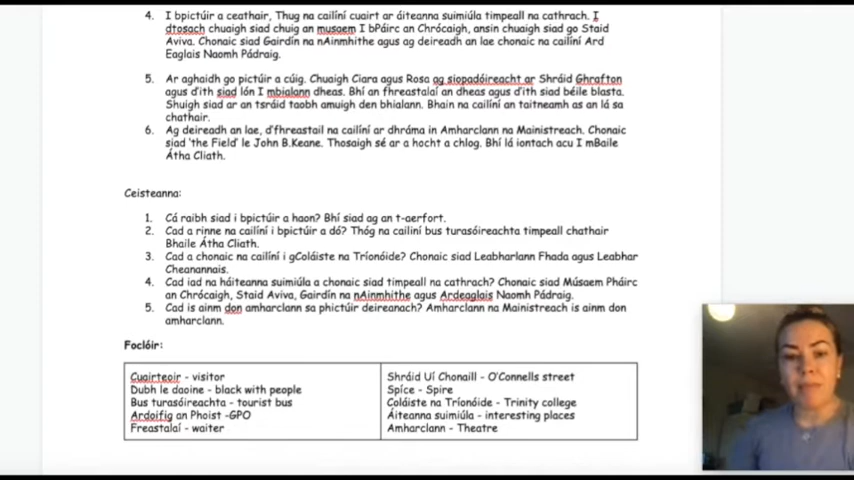 4. I bpictiúr a ceathair, Thug na cailíní cuairt ar áiteanna suimiúla timpeall na cathrach. I
dtosach chuaigh siad chuig an musaem I bPáirc an Chrócaigh, ansin chuaigh siad go Staid
Aviva. Chonaic siad Gairdín na nAinmhithe agus ag deireadh an lae chonaic na cailíní Ard
Eaglais Naomh Pádraig.
5. Ar aghaidh go pictiúr a cúig. Chuaigh Ciara agus Rosa ag siopadóireacht ar Shráid Ghrafton
agus d'ith siad lón I mbialann dheas. Bhí an fhreastalaí an dheas agus d'ith siad béile blasta.
Shuigh siad ar an tsráid taobh amuigh den bhialann. Bhain na cailíní an taitneamh as an lá sa
chathair.
6. Ag deireadh an lae, d'fhreastail na cailíní ar dhráma in Amharclann na Mainistreach. Chonaic
siad 'the Field' le John B.Keane. Thosaigh sé ar a hocht a chlog. Bhí lá iontach acu I mBaile
Átha Cliath.
Ceisteanna:
1. Cá raibh siad i bpictiúr a haon? Bhí siad ag an t-aerfort.
2. Cad a rinne na cailíní i bpictiúr a dó? Thóg na cailiní bus turasóireachta timpeall chathair
Bhaile Átha Cliath.
3. Cad a chonaic na cailíní i gColáiste na Tríonóide? Chonaic siad Leabharlann Fhada agus Leabhar
Cheanannais.
4. Cad iad na háiteanna suimiúla a chonaic siad timpeall na cathrach? Chonaic siad Músaem Pháirc
an Chrócaigh, Staid Aviva, Gairdín na nAinmhithe agus Ardeaglais Naomh Pádraig.
5. Cad is ainm don amharclann sa phictiúr deireanach? Amharclann na Mainistreach is ainm don
amharclann.
Foclóir:
Cuairteoir - visitor
Dubh le daoine - black with people
Bus turasóireachta - tourist bus
Ardoifig an Phoist -GPO
Freastalaí - waiter
Shráid Uí Chonaill - O'Connells street
Spíce - Spire
Coláiste na Tríonóide - Trinity college
Áiteanna suimiúla - interesting places
Amharclann - Theatre